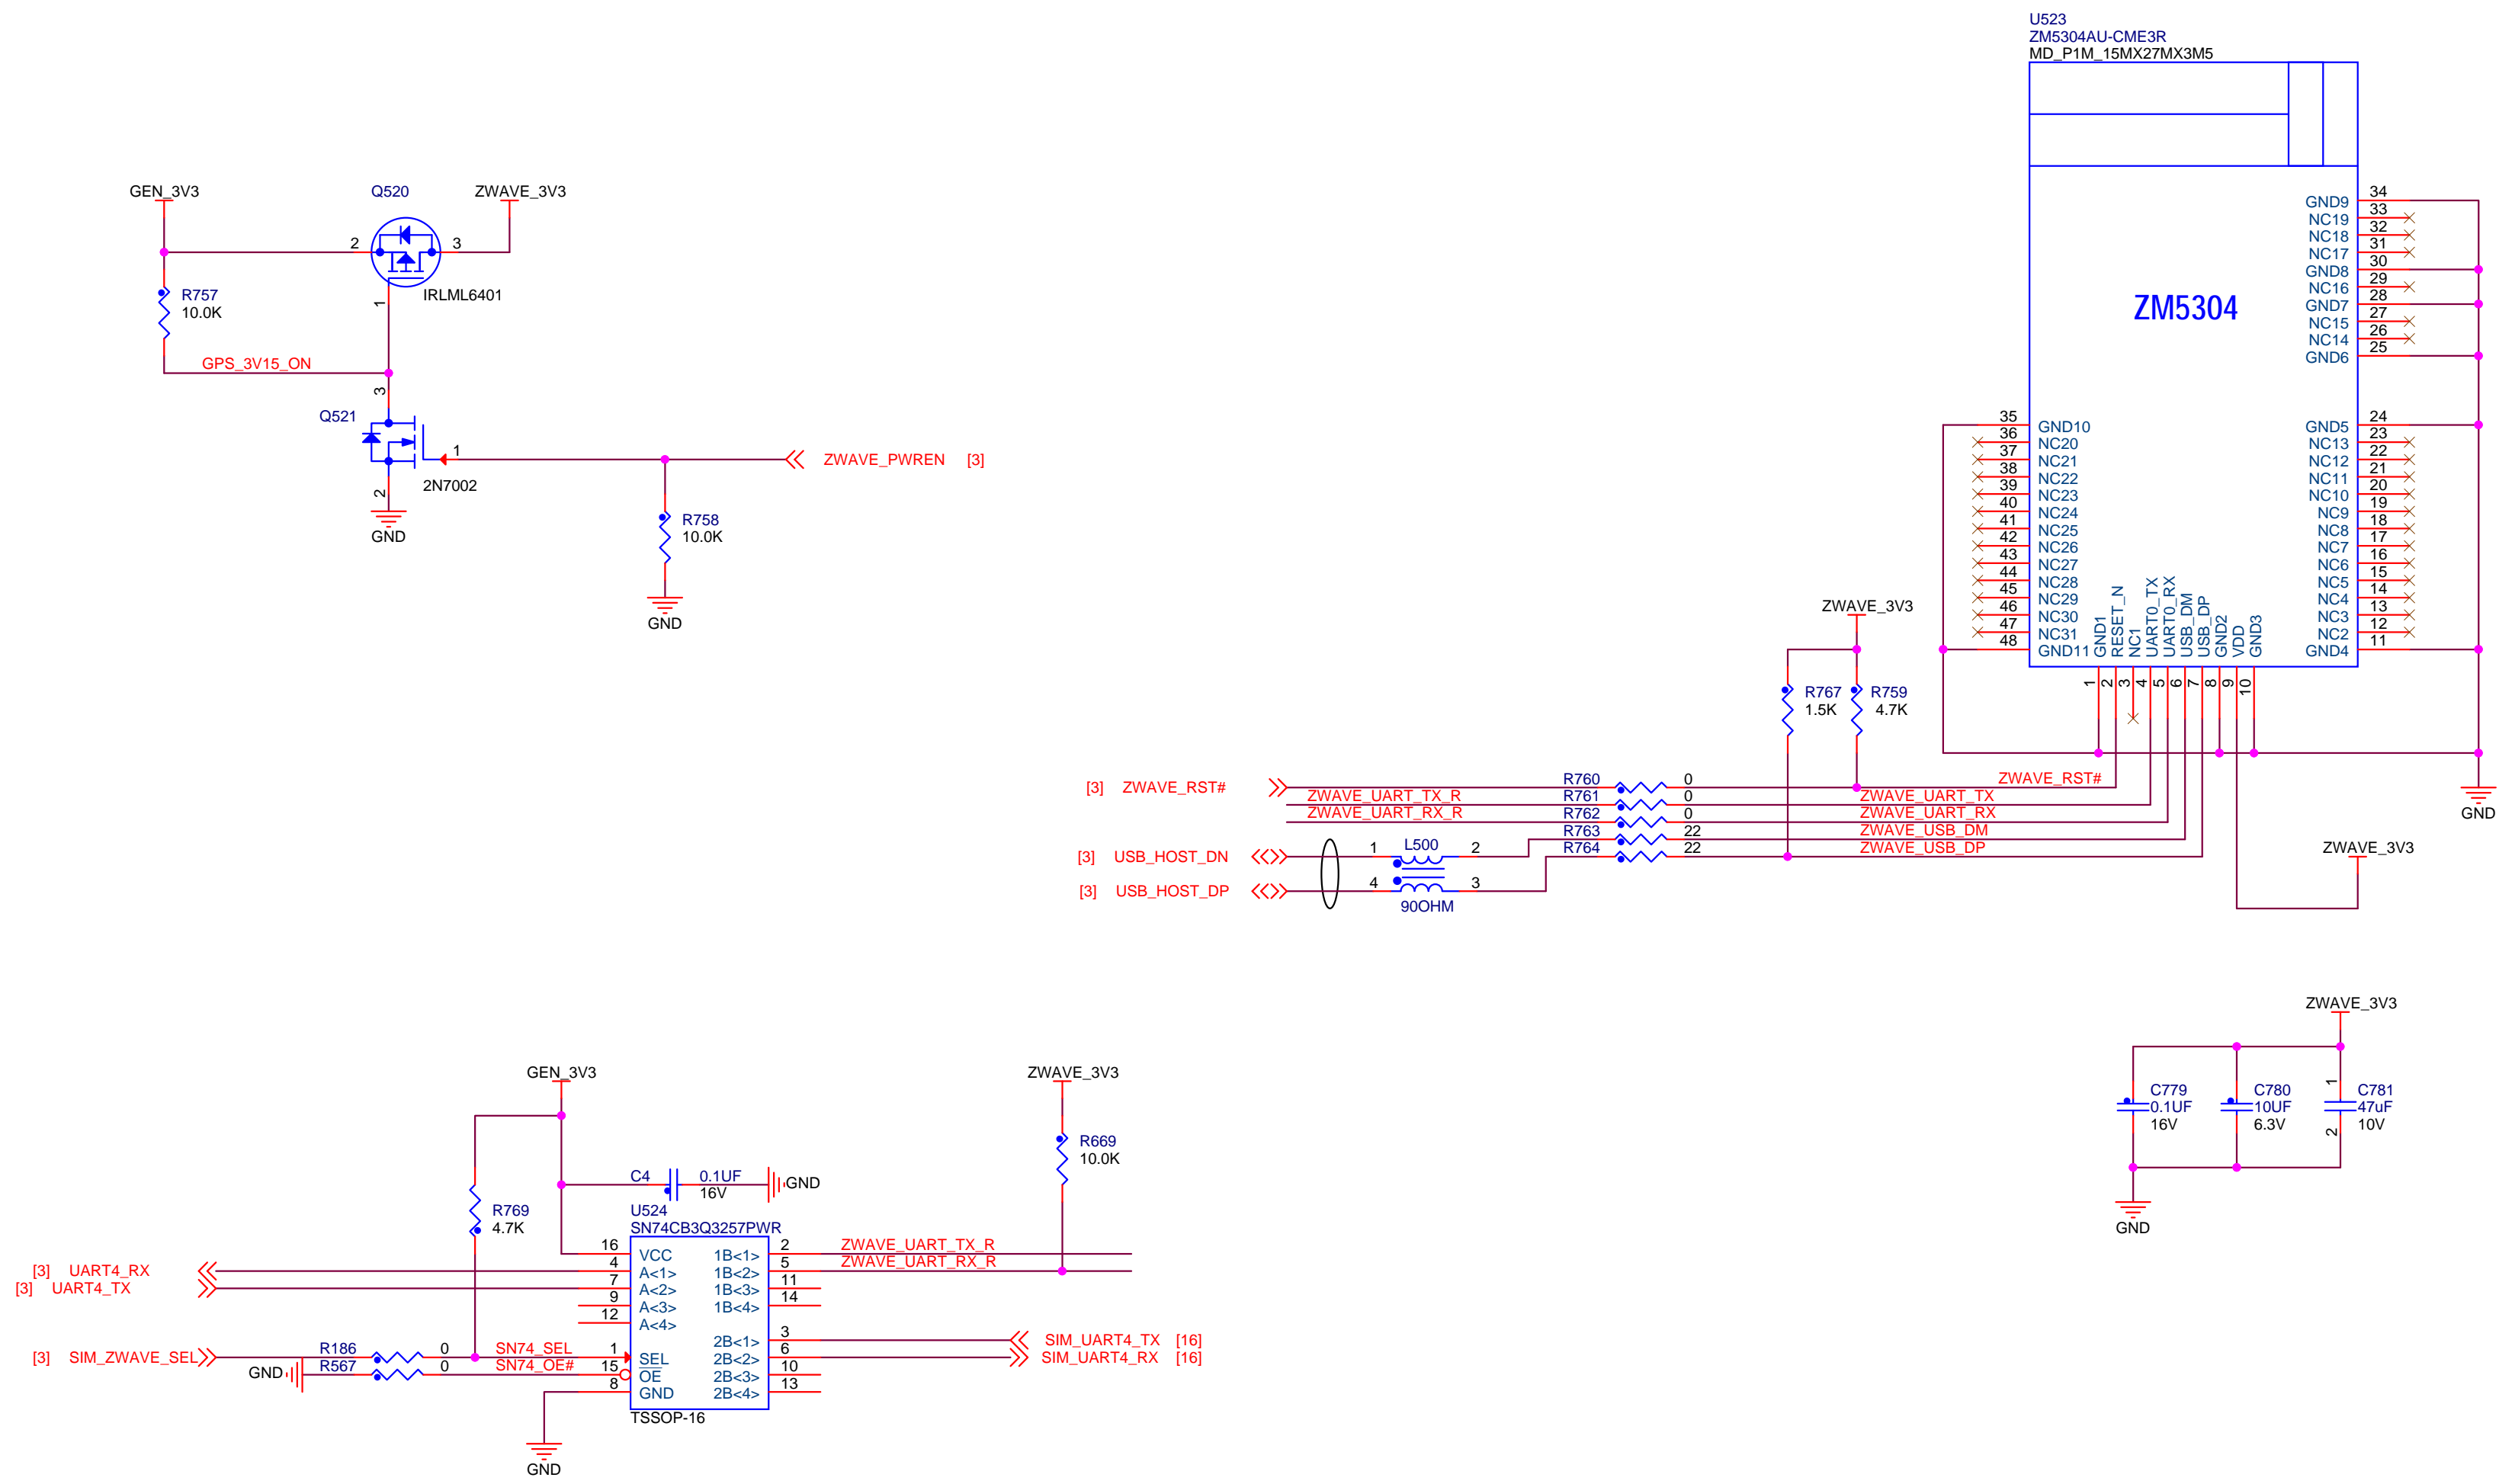 U523
ZM5304AU-CME3R
MD_P1M_15MX27MX3M5
ZM5304
GND9 34
NC19 33
NC18 32
NC17 31
GND8 30
NC16 29
GND7 28
NC15 27
NC14 26
GND6 25
GND5 24
NC13 23
NC12 22
NC11 21
NC10 20
NC9 19
NC8 18
NC7 17
NC6 16
NC5 15
NC4 14
NC3 13
NC2 12
GND4 11
35 GND10
36 NC20
37 NC21
38 NC22
39 NC23
40 NC24
41 NC25
42 NC26
43 NC27
44 NC28
45 NC29
46 NC30
47 NC31
48 GND11
GND1 1
RESET_N 2
NC1 3
UART0_TX 4
UART0_RX 5
USB_DM 6
USB_DP 7
GND2 8
VDD 9
GND3 10
GND
ZWAVE_3V3
GEN_3V3
Q520
ZWAVE_3V3
2
3
1
IRLML6401
R757
10.0K
GPS_3V15_ON
3
Q521
1
2
2N7002
GND
ZWAVE_PWREN [3]
R758
10.0K
GND
ZWAVE_3V3
R767
1.5K
R759
4.7K
[3] ZWAVE_RST#
R760 0
ZWAVE_RST#
ZWAVE_UART_TX_R
R761 0
ZWAVE_UART_TX
ZWAVE_UART_RX_R
R762 0
ZWAVE_UART_RX
R763 22
ZWAVE_USB_DM
R764 22
ZWAVE_USB_DP
[3] USB_HOST_DN
1 L500 2
[3] USB_HOST_DP
4 3
90OHM
ZWAVE_3V3
C779
0.1UF
16V
C780
10UF
6.3V
1
C781
47uF
10V
2
GND
GEN_3V3
ZWAVE_3V3
R669
10.0K
C4
0.1UF
16V
GND
R769
4.7K
U524
SN74CB3Q3257PWR
16 VCC
4 A<1>
7 A<2>
9 A<3>
12 A<4>
1 SEL
15 OE
8 GND
1B<1> 2
1B<2> 5
1B<3> 11
1B<4> 14
2B<1> 3
2B<2> 6
2B<3> 10
2B<4> 13
TSSOP-16
ZWAVE_UART_TX_R
ZWAVE_UART_RX_R
[3] UART4_RX
[3] UART4_TX
[3] SIM_ZWAVE_SEL
R186 0
SN74_SEL
GND
R567 0
SN74_OE#
SIM_UART4_TX [16]
SIM_UART4_RX [16]
GND